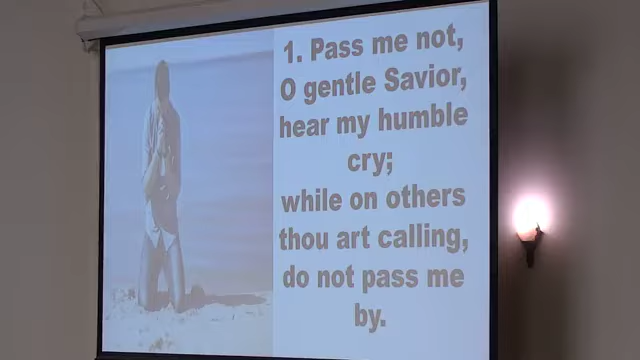 1. Pass me not,
O gentle Savior,
hear my humble
cry;
while on others
thou art calling,
do not pass me
by.